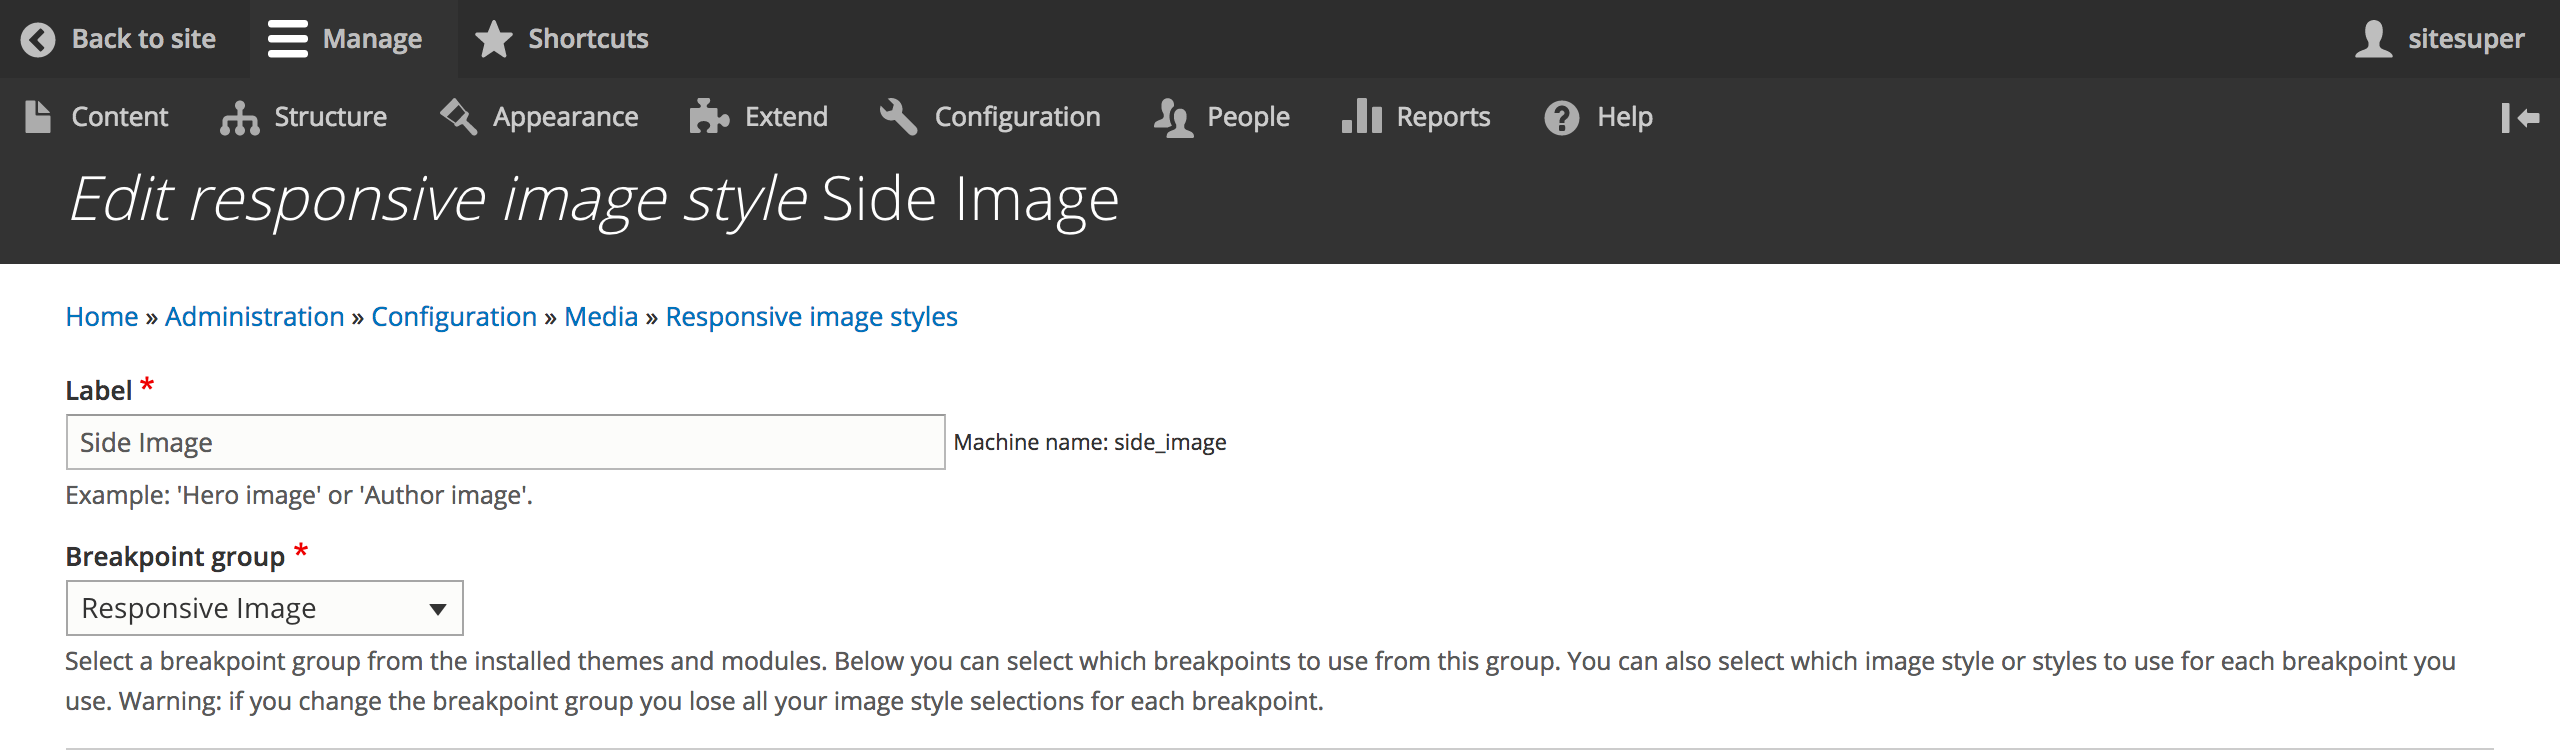 Back to site Manage Shortcuts sitesuper
Content Structure Appearance Extend Configuration People Reports Help
Edit responsive image style Side Image
Home » Administration » Configuration » Media » Responsive image styles
Label *
Side Image Machine name: side_image
Example: 'Hero image' or 'Author image'.
Breakpoint group *
Responsive Image
Select a breakpoint group from the installed themes and modules. Below you can select which breakpoints to use from this group. You can also select which image style or styles to use for each breakpoint you
use. Warning: if you change the breakpoint group you lose all your image style selections for each breakpoint.